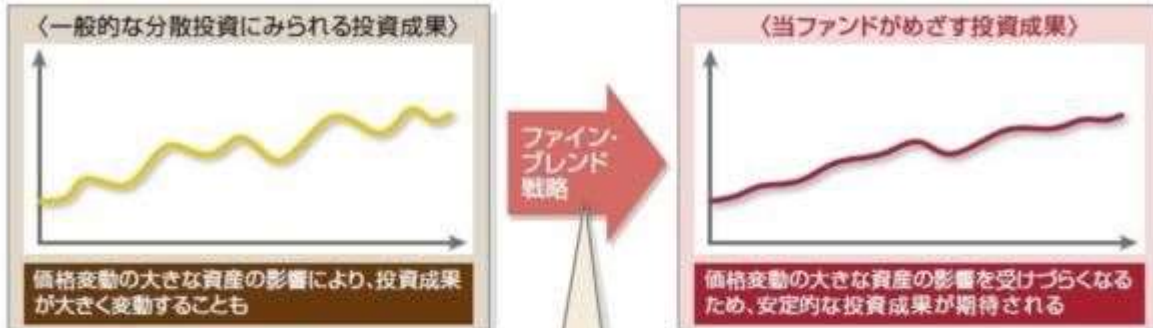 〈一般的な分散投資にみられる投資成果〉
価格変動の大きな資産の影響により、投資成果
が大きく変動することも
ファイン・
ブレンド
戦略
〈当ファンドがめざす投資成果〉
価格変動の大きな資産の影響を受けづらくなる
ため、安定的な投資成果が期待される